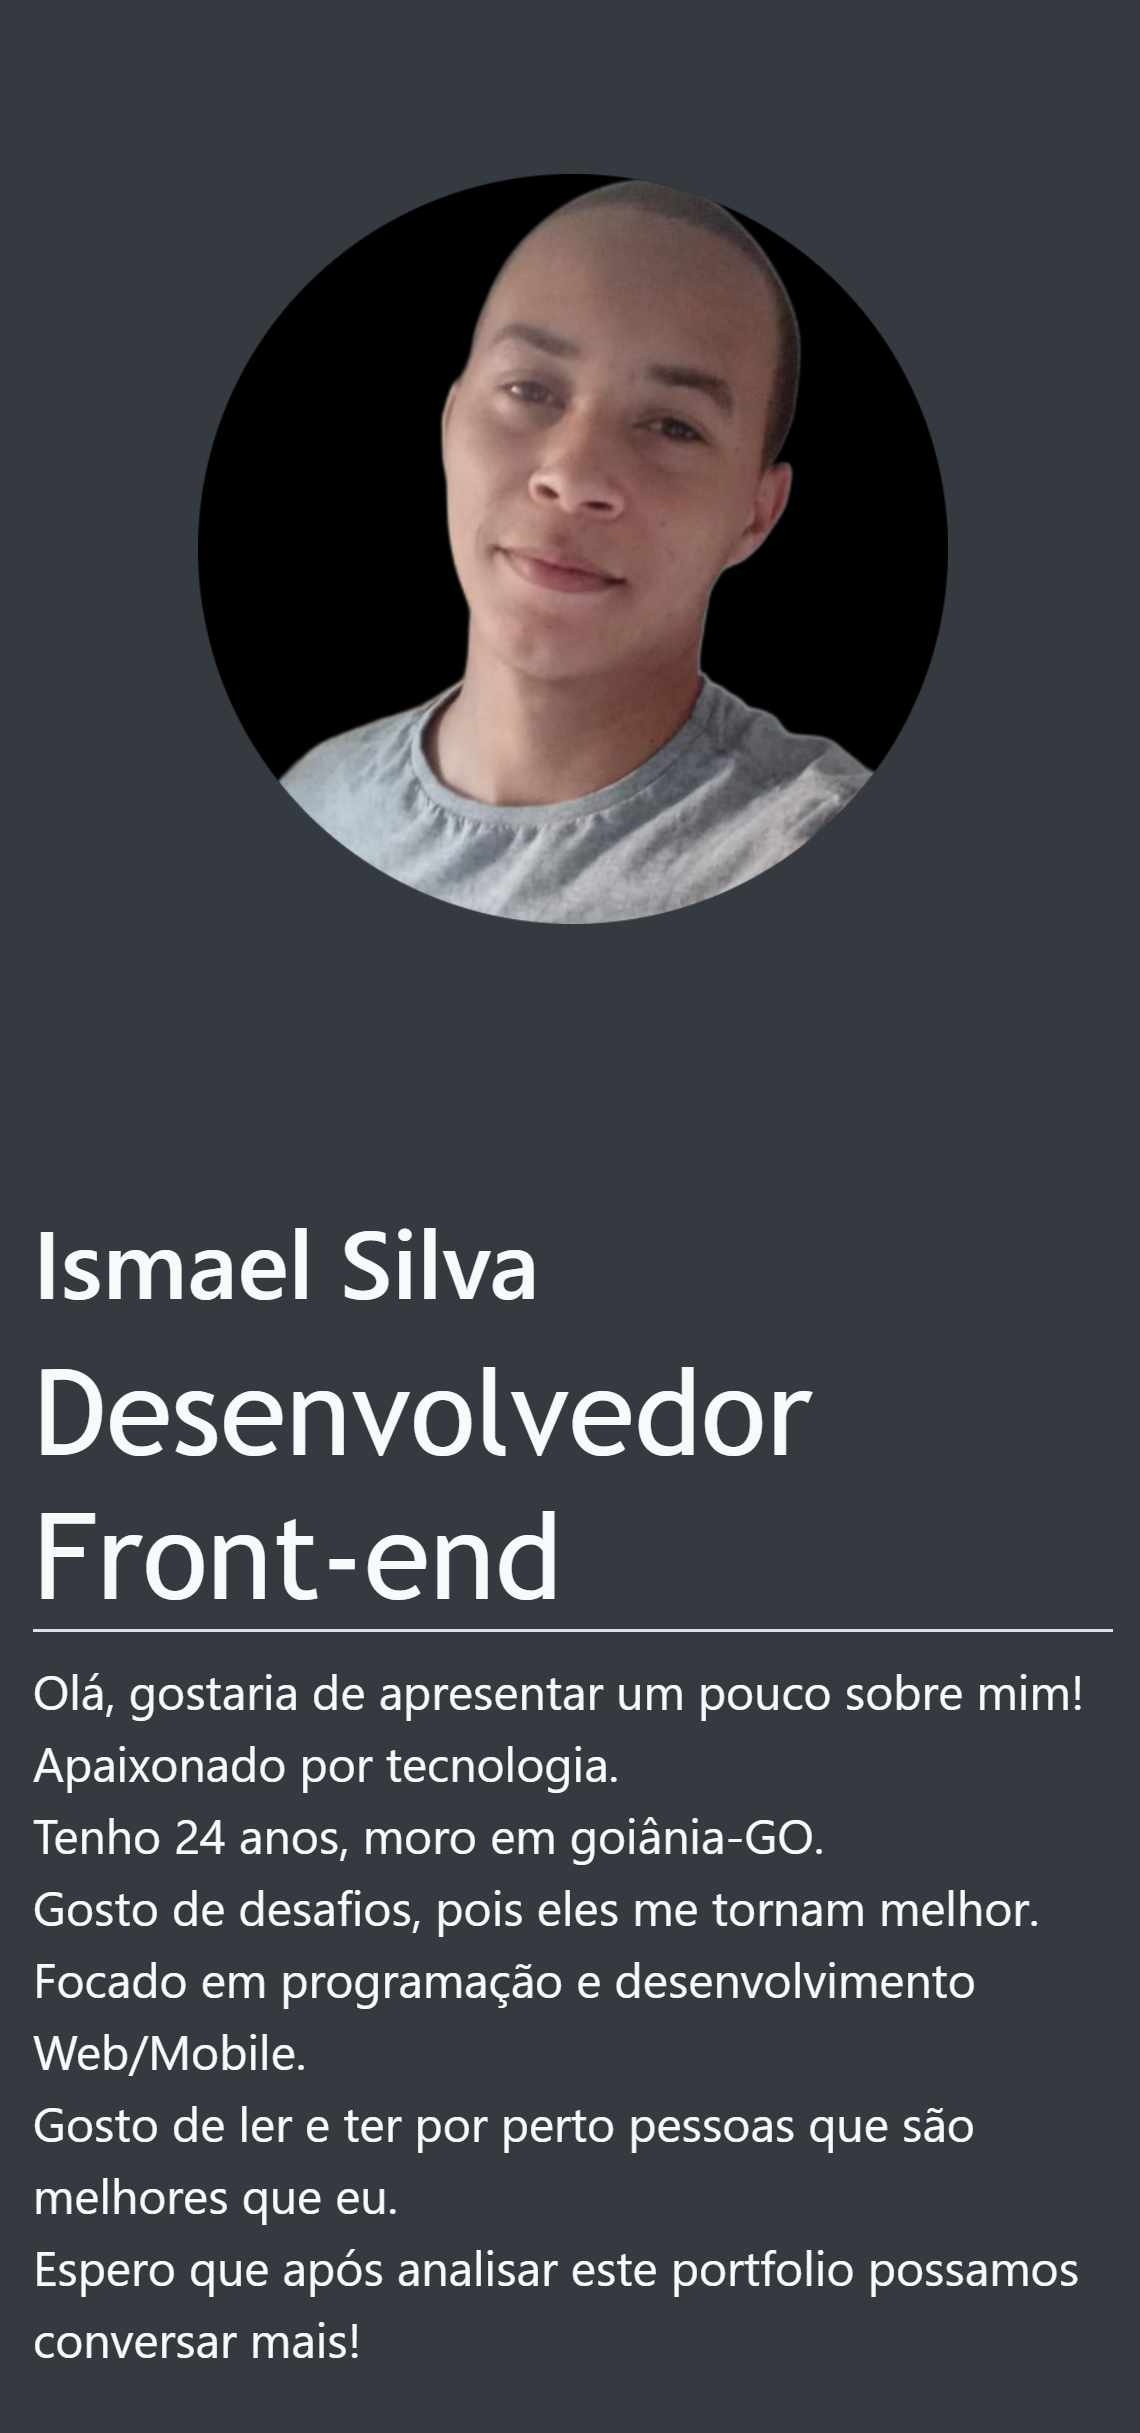 Ismael Silva
Desenvolvedor
Front-end
Olá, gostaria de apresentar um pouco sobre mim!
Apaixonado por tecnologia.
Tenho 24 anos, moro em goiânia-GO.
Gosto de desafios, pois eles me tornam melhor.
Focado em programação e desenvolvimento
Web/Mobile.
Gosto de ler e ter por perto pessoas que são
melhores que eu.
Espero que após analisar este portfolio possamos
conversar mais!